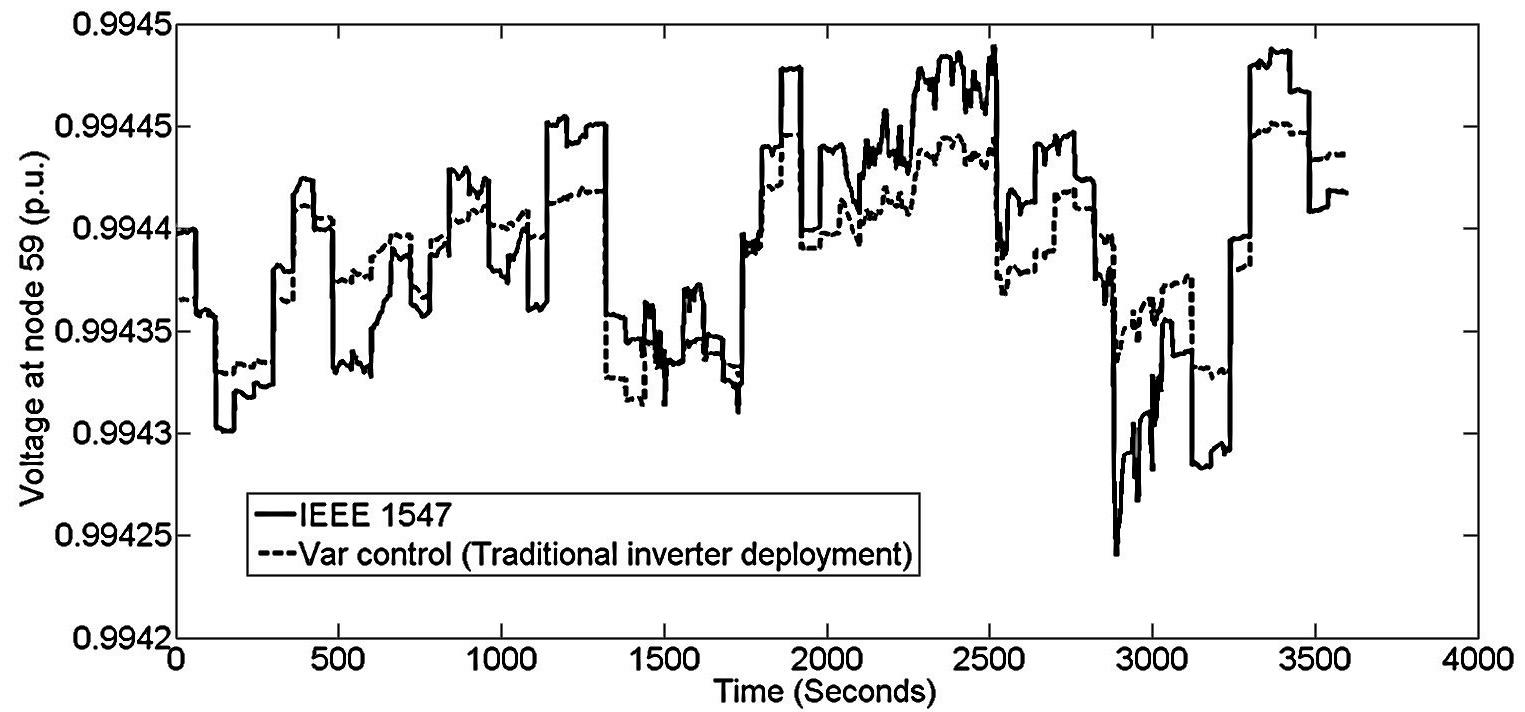 Voltage at node 59 (p.u.)
0.9945
0.99445
0.9944
0.99435
0.9943
0.99425
0.9942
IEEE 1547
Var control (Traditional inverter deployment)
0 500 1000 1500 2000 2500 3000 3500 4000
Time (Seconds)